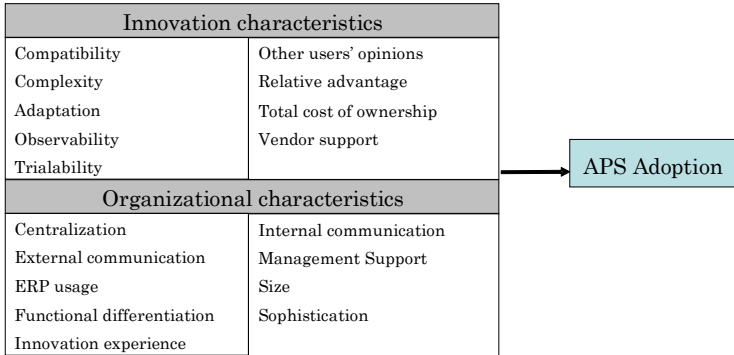 Innovation characteristics
Compatibility
Complexity
Adaptation
Observability
Trialability
Other users’ opinions
Relative advantage
Total cost of ownership
Vendor support
Organizational characteristics
Centralization
External communication
ERP usage
Functional differentiation
Innovation experience
Internal communication
Management Support
Size
Sophistication
APS Adoption